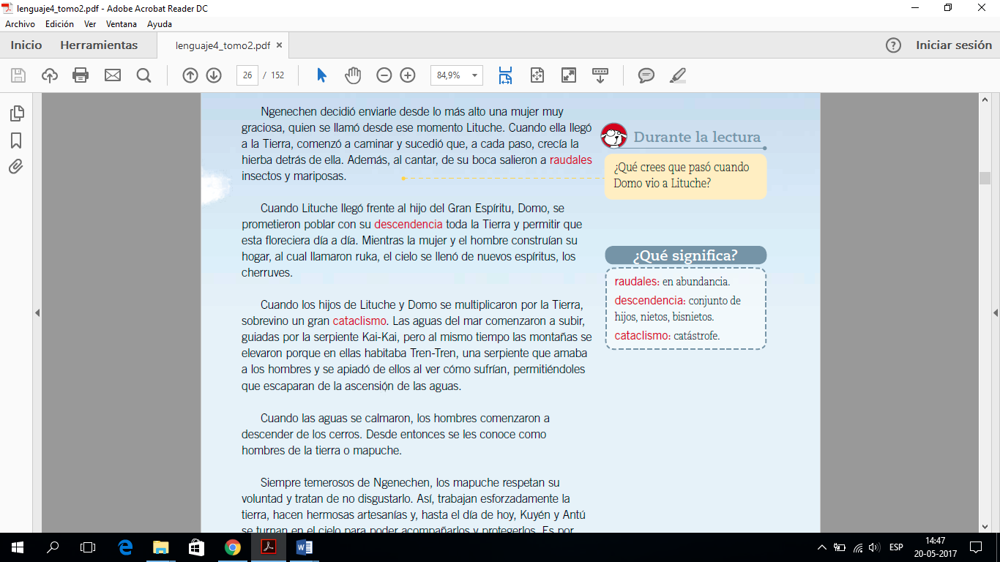 lenguaje4_tomo2.pdf - Adobe Acrobat Reader DC
Archivo Edición Ver Ventana Ayuda
Inicio Herramientas lenguaje4_tomo2.pdf × Iniciar sesión
26 / 152 84,9%
Ngenechen decidió enviarle desde lo más alto una mujer muy
graciosa, quien se llamó desde ese momento Lituche. Cuando ella llegó
a la Tierra, comenzó a caminar y sucedió que, a cada paso, crecía la
hierba detrás de ella. Además, al cantar, de su boca salieron a raudales
insectos y mariposas.
Durante la lectura
¿Qué crees que pasó cuando
Domo vio a Lituche?
Cuando Lituche llegó frente al hijo del Gran Espíritu, Domo, se
prometieron poblar con su descendencia toda la Tierra y permitir que
esta floreciera día a día. Mientras la mujer y el hombre construían su
hogar, al cual llamaron ruka, el cielo se llenó de nuevos espíritus, los
cherruves.
¿Qué significa?
raudales: en abundancia.
descendencia: conjunto de
hijos, nietos, bisnietos.
cataclismo: catástrofe.
Cuando los hijos de Lituche y Domo se multiplicaron por la Tierra,
sobrevino un gran cataclismo. Las aguas del mar comenzaron a subir,
guiadas por la serpiente Kai-Kai, pero al mismo tiempo las montañas se
elevaron porque en ellas habitaba Tren-Tren, una serpiente que amaba
a los hombres y se apiadó de ellos al ver cómo sufrían, permitiéndoles
que escaparan de la ascensión de las aguas.
Cuando las aguas se calmaron, los hombres comenzaron a
descender de los cerros. Desde entonces se les conoce como
hombres de la tierra o mapuche.
Siempre temerosos de Ngenechen, los mapuche respetan su
voluntad y tratan de no disgustarlo. Así, trabajan esforzadamente la
tierra, hacen hermosas artesanías y, hasta el día de hoy, Kuyén y Antú
se turnan en el cielo para poder acompañarlos y protegerlos. Es por
ESP
14:47
20-05-2017